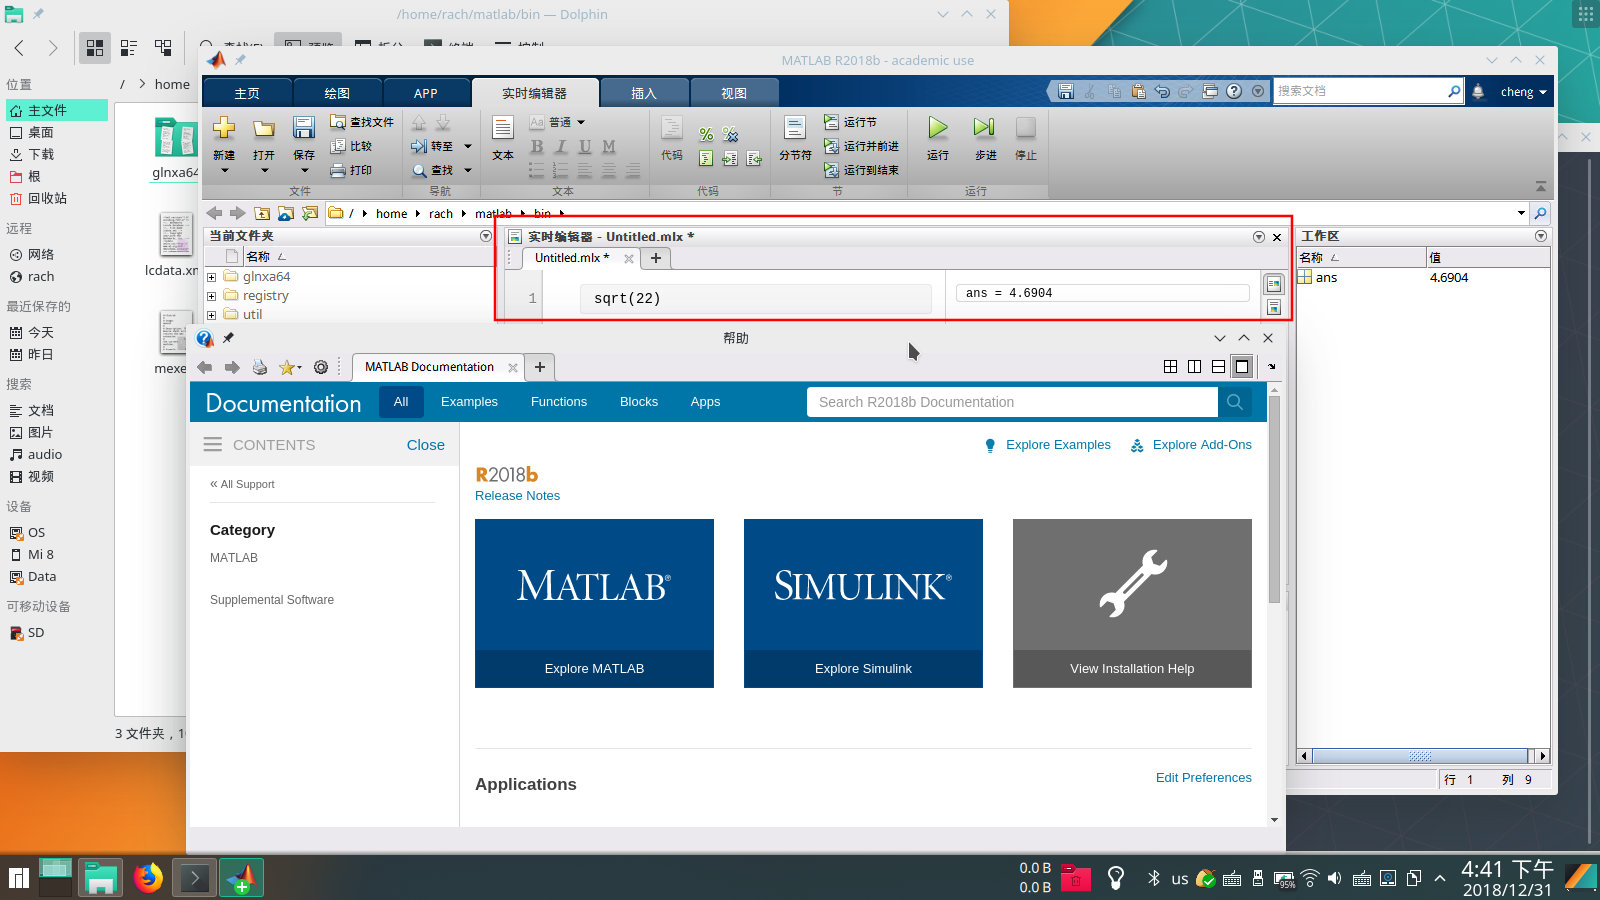 /home/rach/matlab/bin — Dolphin
位置
/ > home
主文件
桌面
下载
根
回收站
远程
网络
rach
最近保存的
今天
昨日
搜索
文档
图片
audio
视频
设备
OS
Mi 8
Data
可移动设备
SD
glnxa64
lcdata.xm
mexe
3 文件夹，1
MATLAB R2018b - academic use
主页 绘图 APP 实时编辑器 插入 视图
搜索文档
cheng
新建 打开 保存 查找文件 比较 打印
文件
转至 查找
导航
文本 普通
Aa
B I U M
文本
代码
代码
分节符 运行节 运行并前进 运行到结束
节
运行 步进 停止
运行
/ home rach matlab bin
当前文件夹
名称
glnxa64
registry
util
实时编辑器 - Untitled.mlx *
Untitled.mlx *
1 sqrt(22)
ans = 4.6904
工作区
名称 值
ans 4.6904
行 1 列 9
帮助
MATLAB Documentation
Documentation All Examples Functions Blocks Apps
Search R2018b Documentation
CONTENTS Close
« All Support
Category
MATLAB
Supplemental Software
Explore Examples Explore Add-Ons
R2018b
Release Notes
MATLAB®
Explore MATLAB
SIMULINK®
Explore Simulink
View Installation Help
Applications
Edit Preferences
0.0 B
0.0 B
us
95%
4:41 下午
2018/12/31